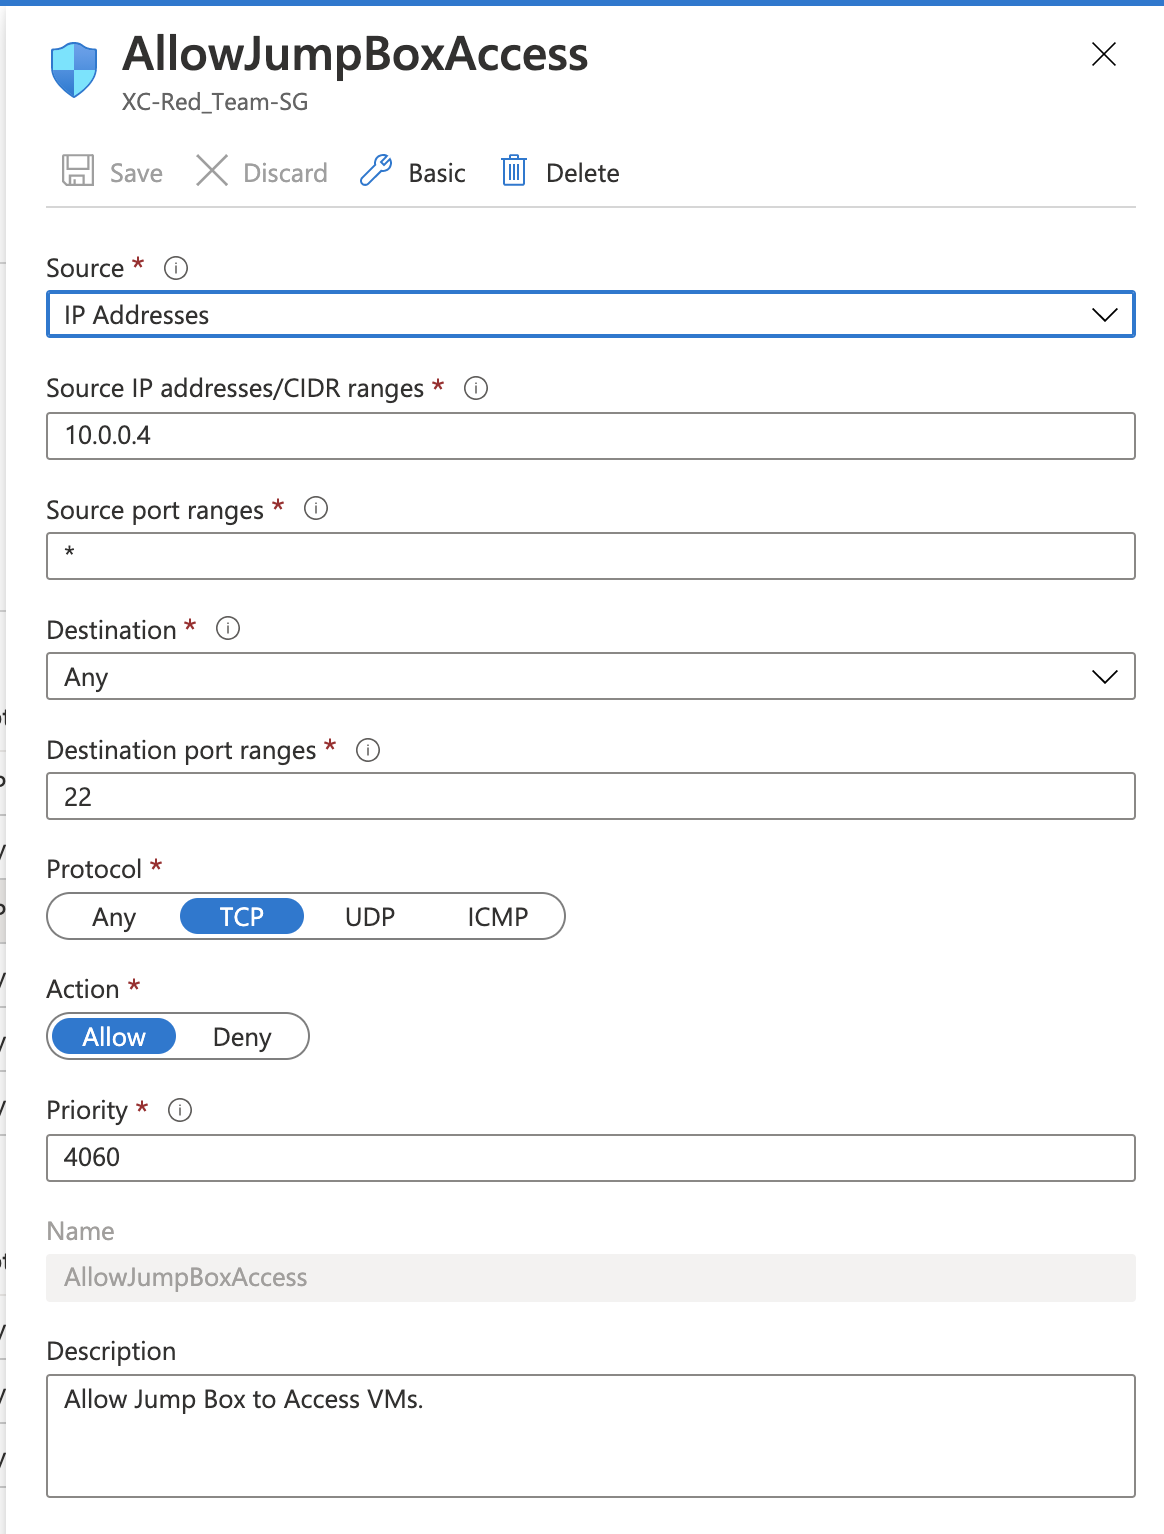 AllowJumpBoxAccess
XC-Red_Team-SG
Save Discard Basic Delete
Source *
IP Addresses
Source IP addresses/CIDR ranges *
10.0.0.4
Source port ranges *
*
Destination *
Any
Destination port ranges *
22
Protocol *
Any TCP UDP ICMP
Action *
Allow Deny
Priority *
4060
Name
AllowJumpBoxAccess
Description
Allow Jump Box to Access VMs.